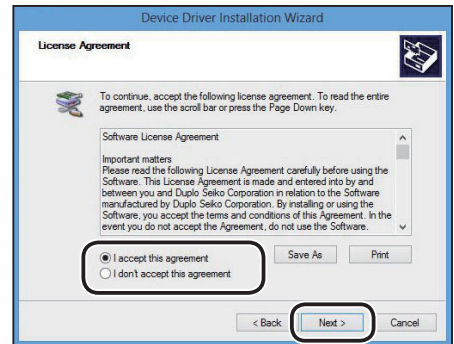 Device Driver Installation Wizard
License Agreement
To continue, accept the following license agreement. To read the entire
agreement, use the scroll bar or press the Page Down key.
Software License Agreement
Important matters
Please read the following License Agreement carefully before using the
Software. This License Agreement is made and entered into by and
between you and Duplo Seiko Corporation in relation to the Software
manufactured by Duplo Seiko Corporation. By installing or using the
Software, you accept the terms and conditions of this Agreement. In the
event you do not accept the Agreement, do not use the Software.
I accept this agreement
I don't accept this agreement
Save As
Print
< Back
Next >
Cancel